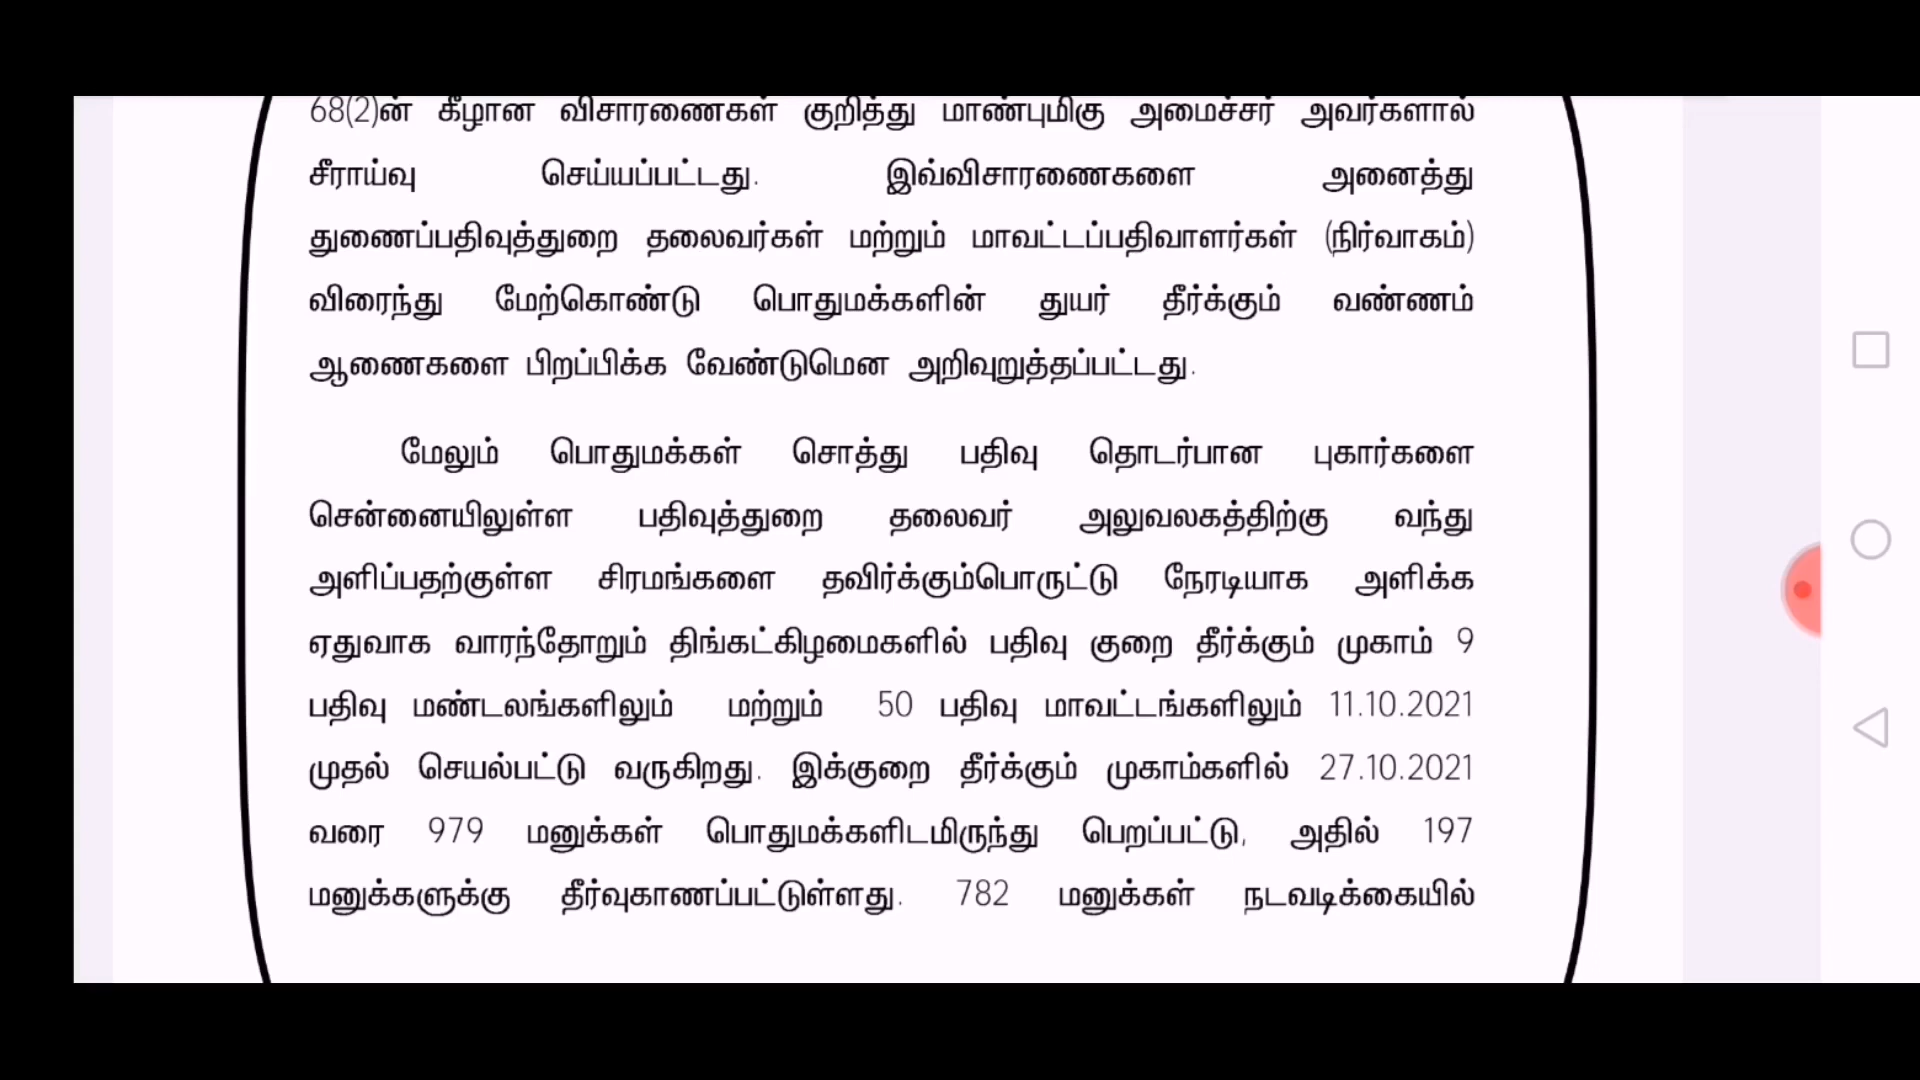 68(2)ன் கீழான விசாரணைகள் குறித்து மாண்புமிகு அமைச்சர் அவர்களால்
சீராய்வு செய்யப்பட்டது. இவ்விசாரணைகளை அனைத்து
துணைப்பதிவுத்துறை தலைவர்கள் மற்றும் மாவட்டப்பதிவாளர்கள் (நிர்வாகம்)
விரைந்து மேற்கொண்டு பொதுமக்களின் துயர் தீர்க்கும் வண்ணம்
ஆணைகளை பிறப்பிக்க வேண்டுமென அறிவுறுத்தப்பட்டது.
மேலும் பொதுமக்கள் சொத்து பதிவு தொடர்பான புகார்களை
சென்னையிலுள்ள பதிவுத்துறை தலைவர் அலுவலகத்திற்கு வந்து
அளிப்பதற்குள்ள சிரமங்களை தவிர்க்கும்பொருட்டு நேரடியாக அளிக்க
ஏதுவாக வாரந்தோறும் திங்கட்கிழமைகளில் பதிவு குறை தீர்க்கும் முகாம் 9
பதிவு மண்டலங்களிலும் மற்றும் 50 பதிவு மாவட்டங்களிலும் 11.10.2021
முதல் செயல்பட்டு வருகிறது. இக்குறை தீர்க்கும் முகாம்களில் 27.10.2021
வரை 979 மனுக்கள் பொதுமக்களிடமிருந்து பெறப்பட்டு, அதில் 197
மனுக்களுக்கு தீர்வுகாணப்பட்டுள்ளது. 782 மனுக்கள் நடவடிக்கையில்